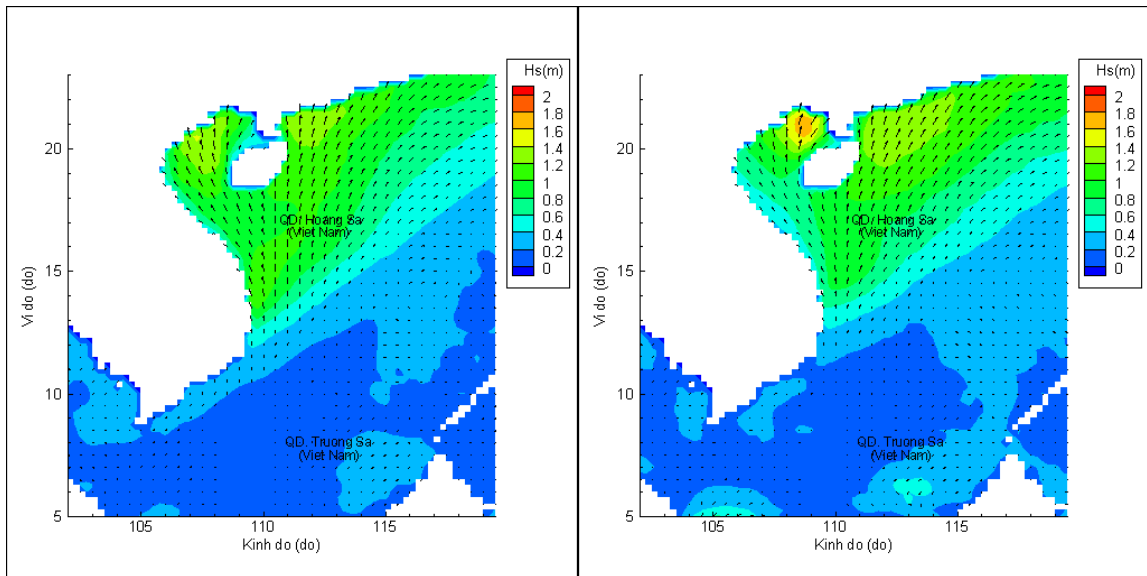 Hs(m)
2
1.8
1.6
1.4
1.2
1
0.8
0.6
0.4
0.2
0
20
15
10
5
Vi do (do)
QD. Hoang Sa
(Viet Nam)
QD. Truong Sa
(Viet Nam)
105
110
115
Kinh do (do)
Hs(m)
2
1.8
1.6
1.4
1.2
1
0.8
0.6
0.4
0.2
0
20
15
10
5
Vi do (do)
QD. Hoang Sa
(Viet Nam)
QD. Truong Sa
(Viet Nam)
105
110
115
Kinh do (do)